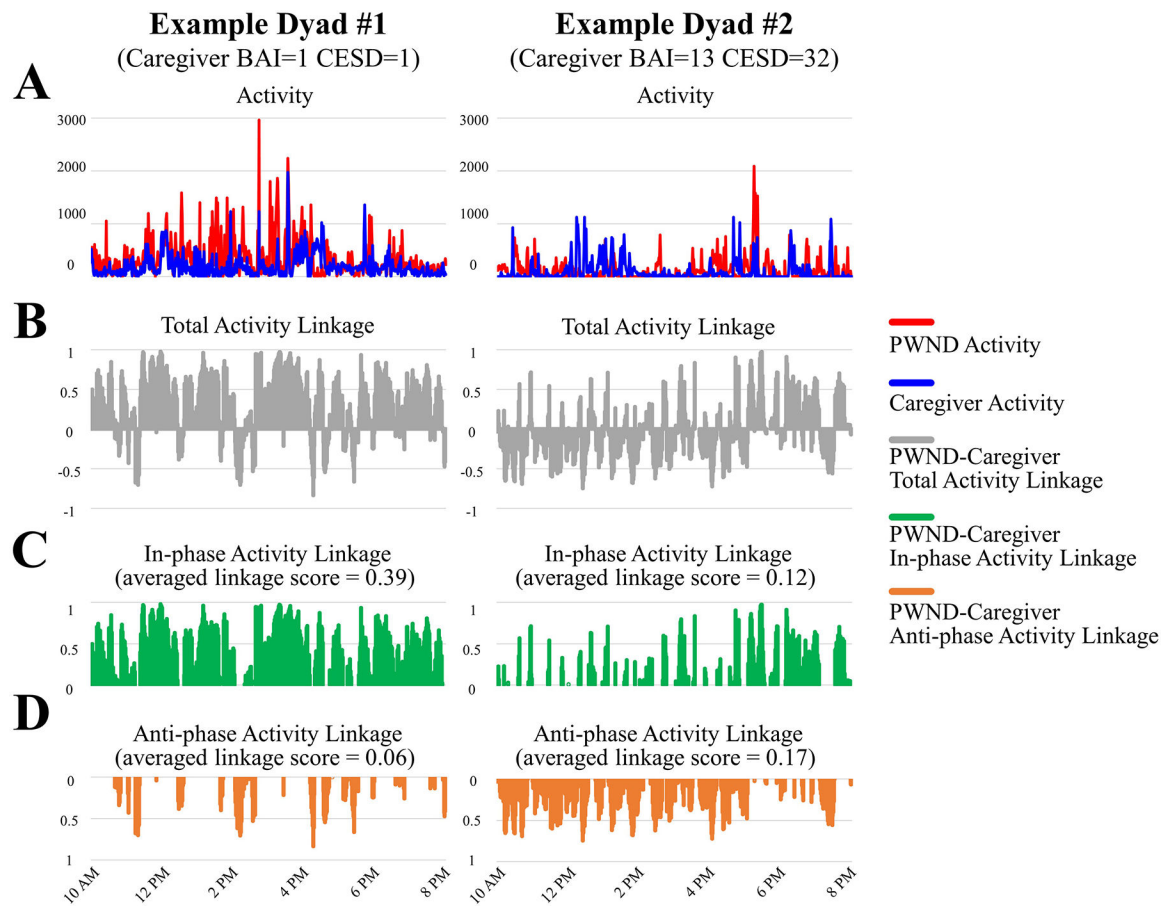 Example Dyad #1
(Caregiver BAI=1 CESD=1)
Example Dyad #2
(Caregiver BAI=13 CESD=32)
A
Activity
3000
2000
1000
0
Activity
3000
2000
1000
0
B
Total Activity Linkage
1
0.5
0
-0.5
-1
Total Activity Linkage
1
0.5
0
-0.5
-1
C
In-phase Activity Linkage
(averaged linkage score = 0.39)
1
0.5
0
In-phase Activity Linkage
(averaged linkage score = 0.12)
1
0.5
0
D
Anti-phase Activity Linkage
(averaged linkage score = 0.06)
0
0.5
1
10 AM
12 PM
2 PM
4 PM
6 PM
8 PM
Anti-phase Activity Linkage
(averaged linkage score = 0.17)
0
0.5
1
10 AM
12 PM
2 PM
4 PM
6 PM
8 PM
PWND Activity
Caregiver Activity
PWND-Caregiver
Total Activity Linkage
PWND-Caregiver
In-phase Activity Linkage
PWND-Caregiver
Anti-phase Activity Linkage